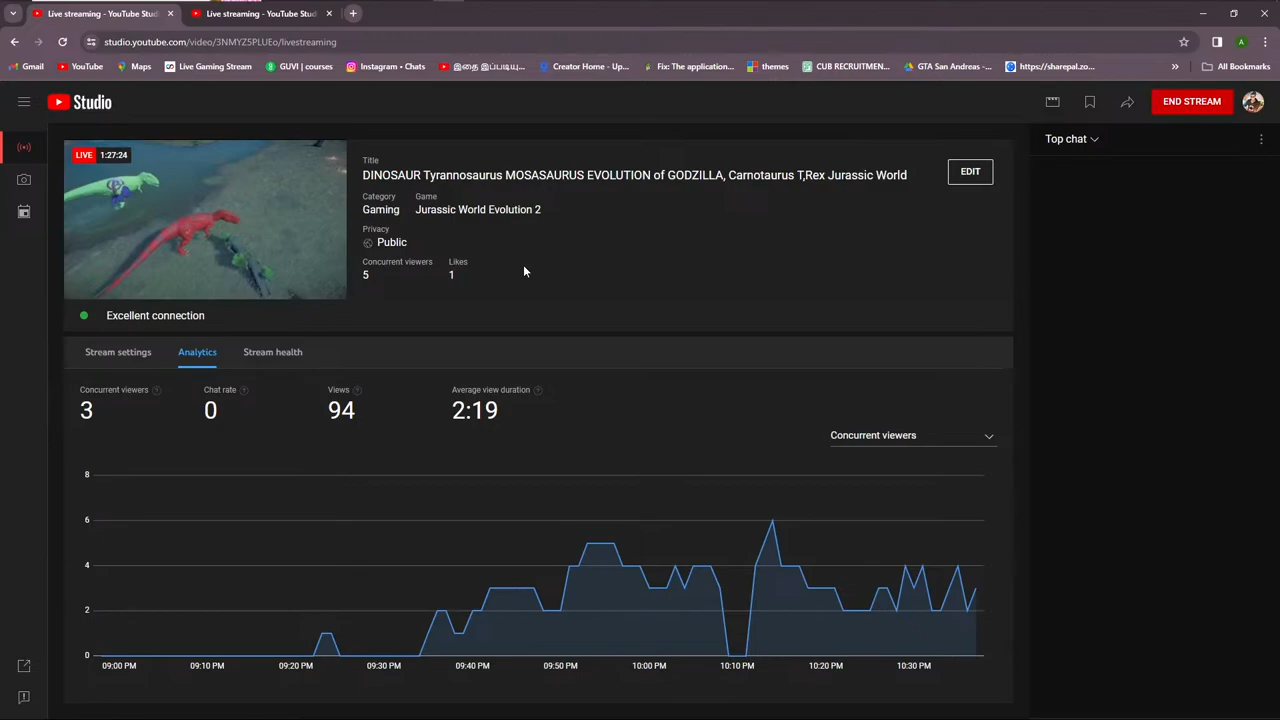 Live streaming - YouTube Stud
Live streaming - YouTube Stud
studio.youtube.com/video/3NMYZ5PLUEo/livestreaming
Gmail
YouTube
Maps
Live Gaming Stream
GUVI | courses
Instagram • Chats
இதை இப்படியு...
Creator Home - Up...
Fix: The application...
themes
CUB RECRUITMEN...
GTA San Andreas -...
https://sharepal.zo...
»
All Bookmarks
A
Studio
END STREAM
LIVE 1:27:24
Title
DINOSAUR Tyrannosaurus MOSASAURUS EVOLUTION of GODZILLA, Carnotaurus T,Rex Jurassic World
EDIT
Category Game
Gaming Jurassic World Evolution 2
Privacy
Public
Concurrent viewers Likes
5 1
Excellent connection
Top chat
Stream settings Analytics Stream health
Concurrent viewers Chat rate Views Average view duration
3 0 94 2:19
Concurrent viewers
8
6
4
2
0
09:00 PM 09:10 PM 09:20 PM 09:30 PM 09:40 PM 09:50 PM 10:00 PM 10:10 PM 10:20 PM 10:30 PM